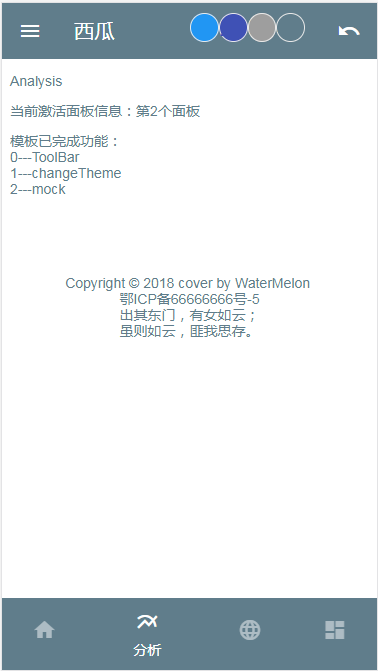 西瓜
Analysis
当前激活面板信息：第2个面板
模板已完成功能：
0---ToolBar
1---changeTheme
2---mock
Copyright © 2018 cover by WaterMelon
鄂ICP备66666666号-5
出其东门，有女如云；
虽则如云，匪我思存。
分析